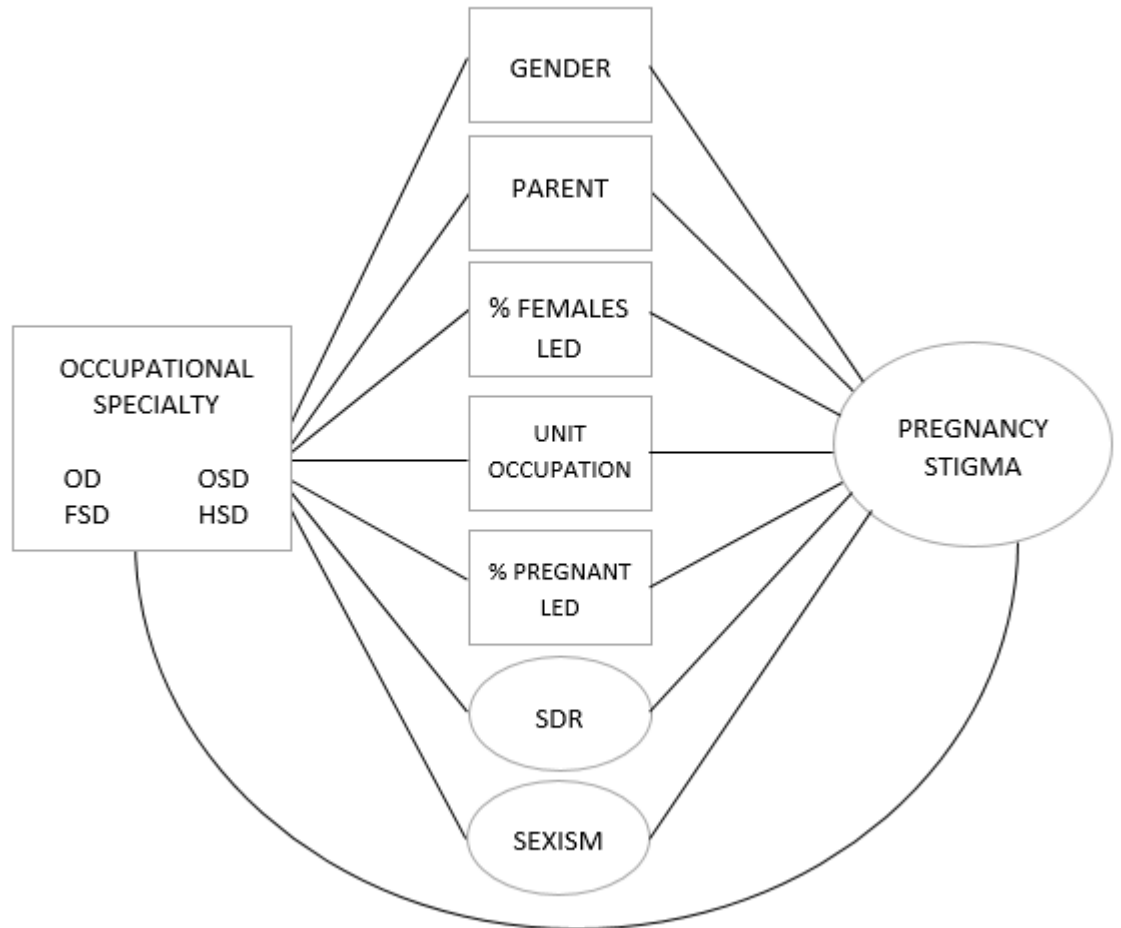 GENDER
PARENT
% FEMALES
LED
OCCUPATIONAL
SPECIALTY
OD OSD
FSD HSD
UNIT
OCCUPATION
PREGNANCY
STIGMA
% PREGNANT
LED
SDR
SEXISM